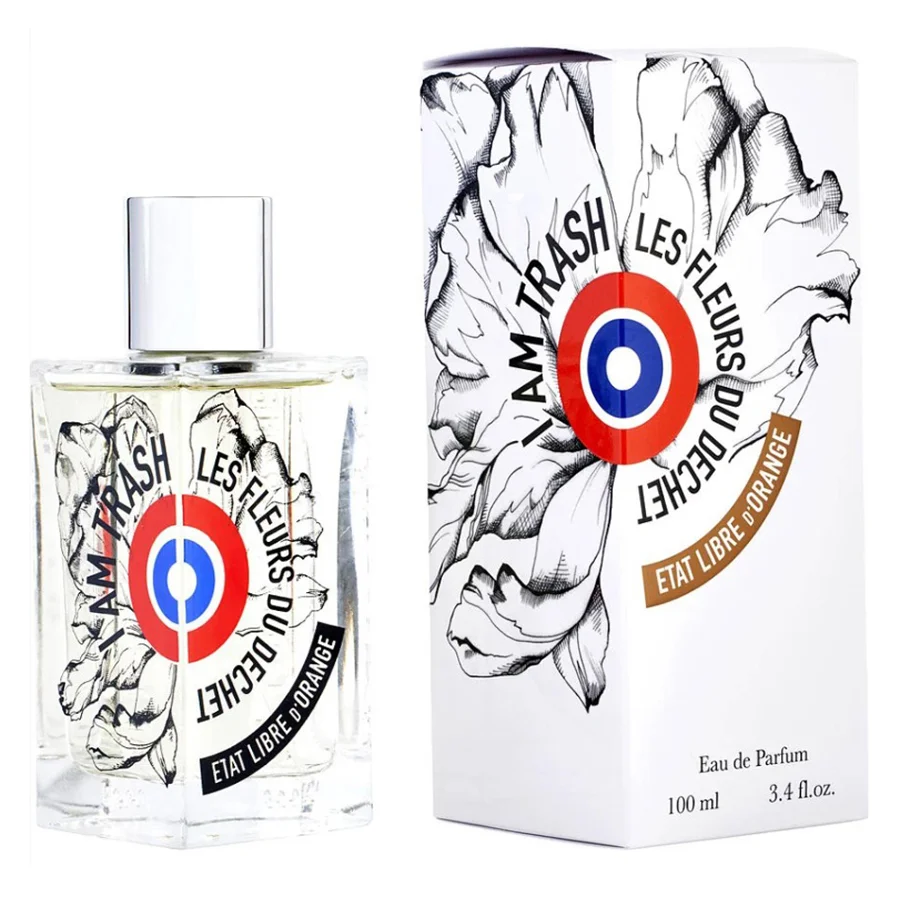 I AM TRASH
LES FLEURS DU DECHET
ETAT LIBRE D'ORANGE
I AM TRASH
LES FLEURS DU DECHET
ETAT LIBRE D'ORANGE
Eau de Parfum
100 ml 3.4 fl.oz.